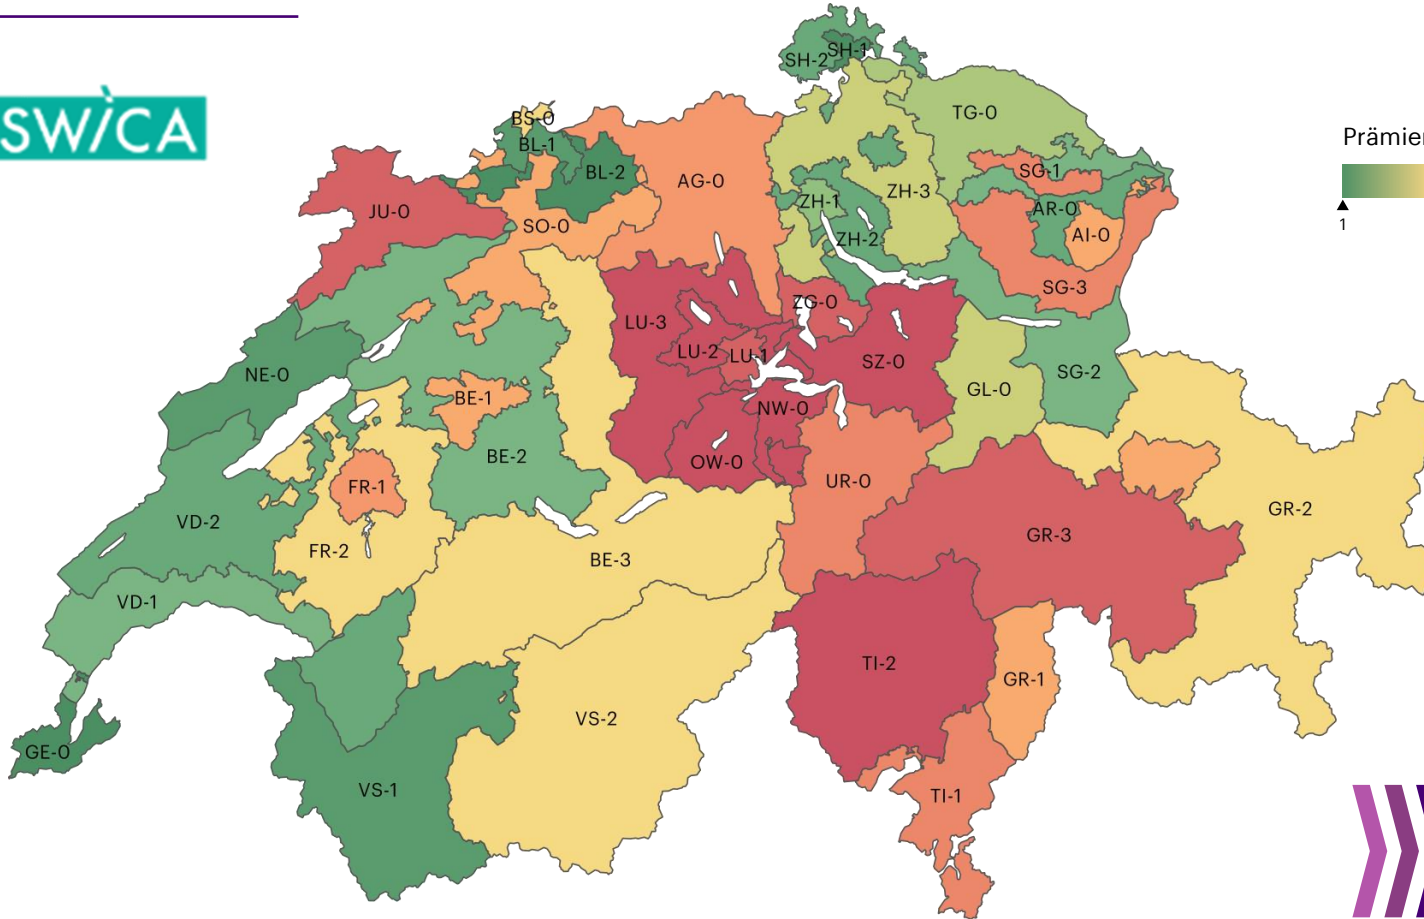 SWICA
Prämien
1
SH-1
SH-2
BS-0
BL-1
BL-2
TG-0
SG-1
AG-0
JU-0
ZH-1
ZH-3
AR-0
SO-0
ZH-2
AI-0
SG-3
ZG-0
LU-3
LU-2
LU-1
SZ-0
NE-0
GL-0
SG-2
BE-1
NW-0
BE-2
OW-0
UR-0
FR-1
GR-2
VD-2
GR-3
FR-2
BE-3
VD-1
TI-2
GR-1
VS-2
GE-0
VS-1
TI-1